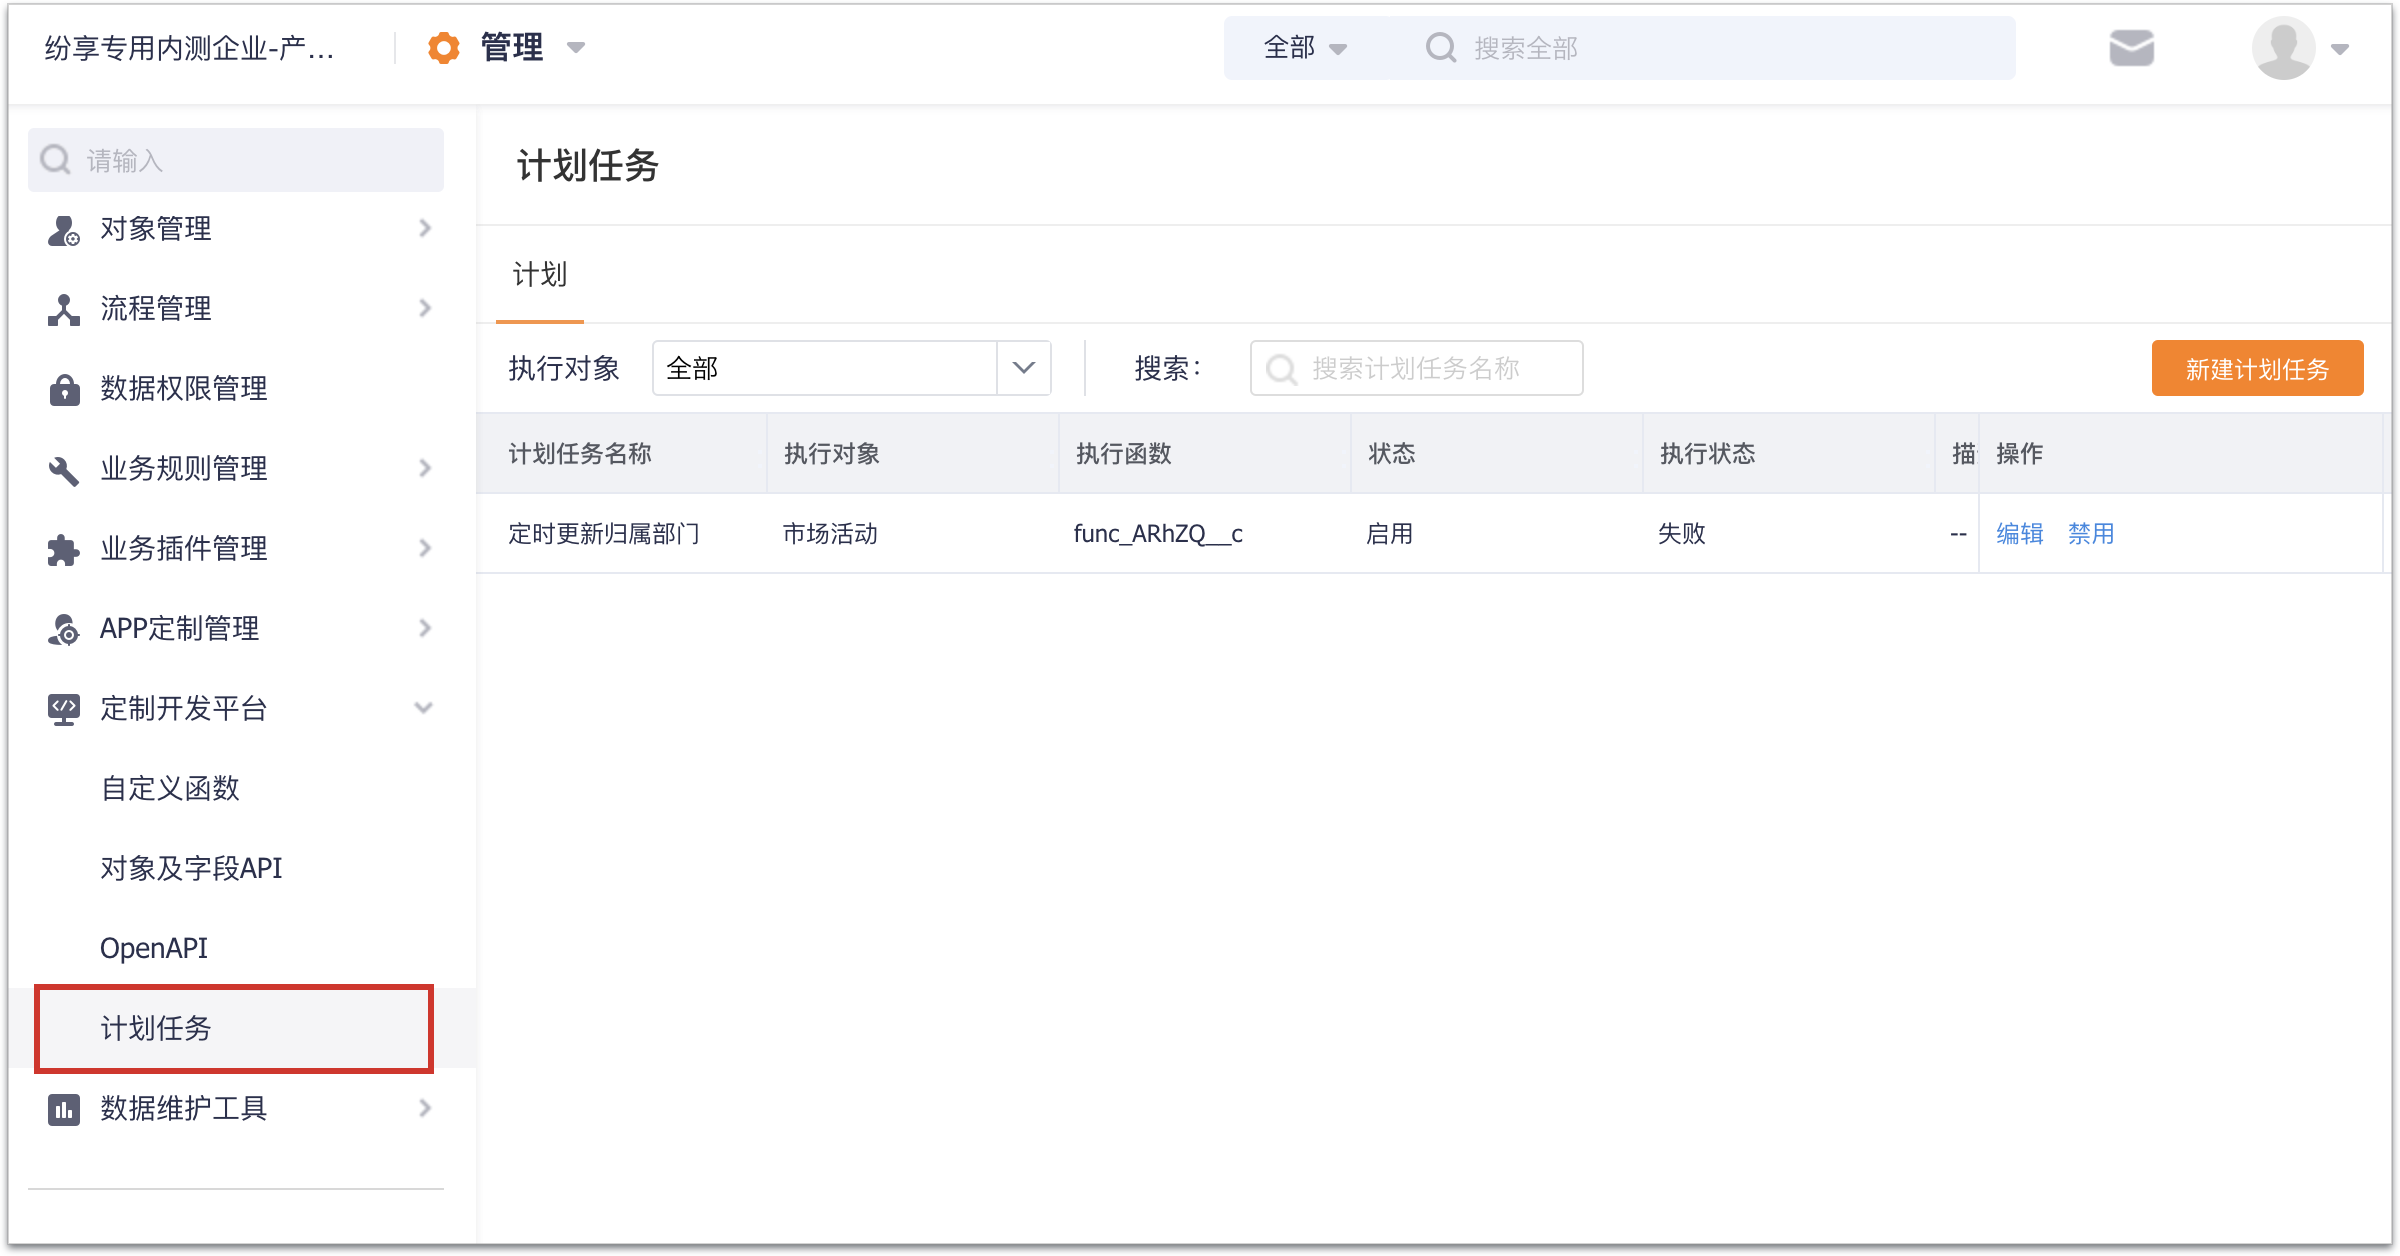 纷享专用内测企业-产...
管理
全部
搜索全部
请输入
对象管理
流程管理
数据权限管理
业务规则管理
业务插件管理
APP定制管理
定制开发平台
自定义函数
对象及字段API
OpenAPI
计划任务
数据维护工具
计划任务
计划
执行对象
全部
搜索：
搜索计划任务名称
新建计划任务
计划任务名称 执行对象 执行函数 状态 执行状态 操作
定时更新归属部门 市场活动 func_ARhZQ__c 启用 失败 -- 编辑 禁用